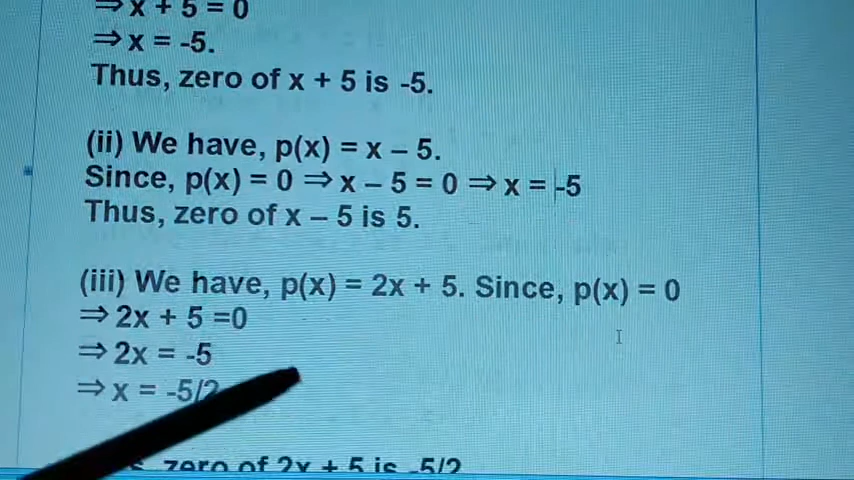 ⇒ x + 5 = 0
⇒ x = -5.
Thus, zero of x + 5 is -5.
(ii) We have, p(x) = x – 5.
Since, p(x) = 0 ⇒ x – 5 = 0 ⇒ x = -5
Thus, zero of x – 5 is 5.
(iii) We have, p(x) = 2x + 5. Since, p(x) = 0
⇒ 2x + 5 =0
⇒ 2x = -5
⇒ x = -5/2
zero of 2x + 5 is -5/2